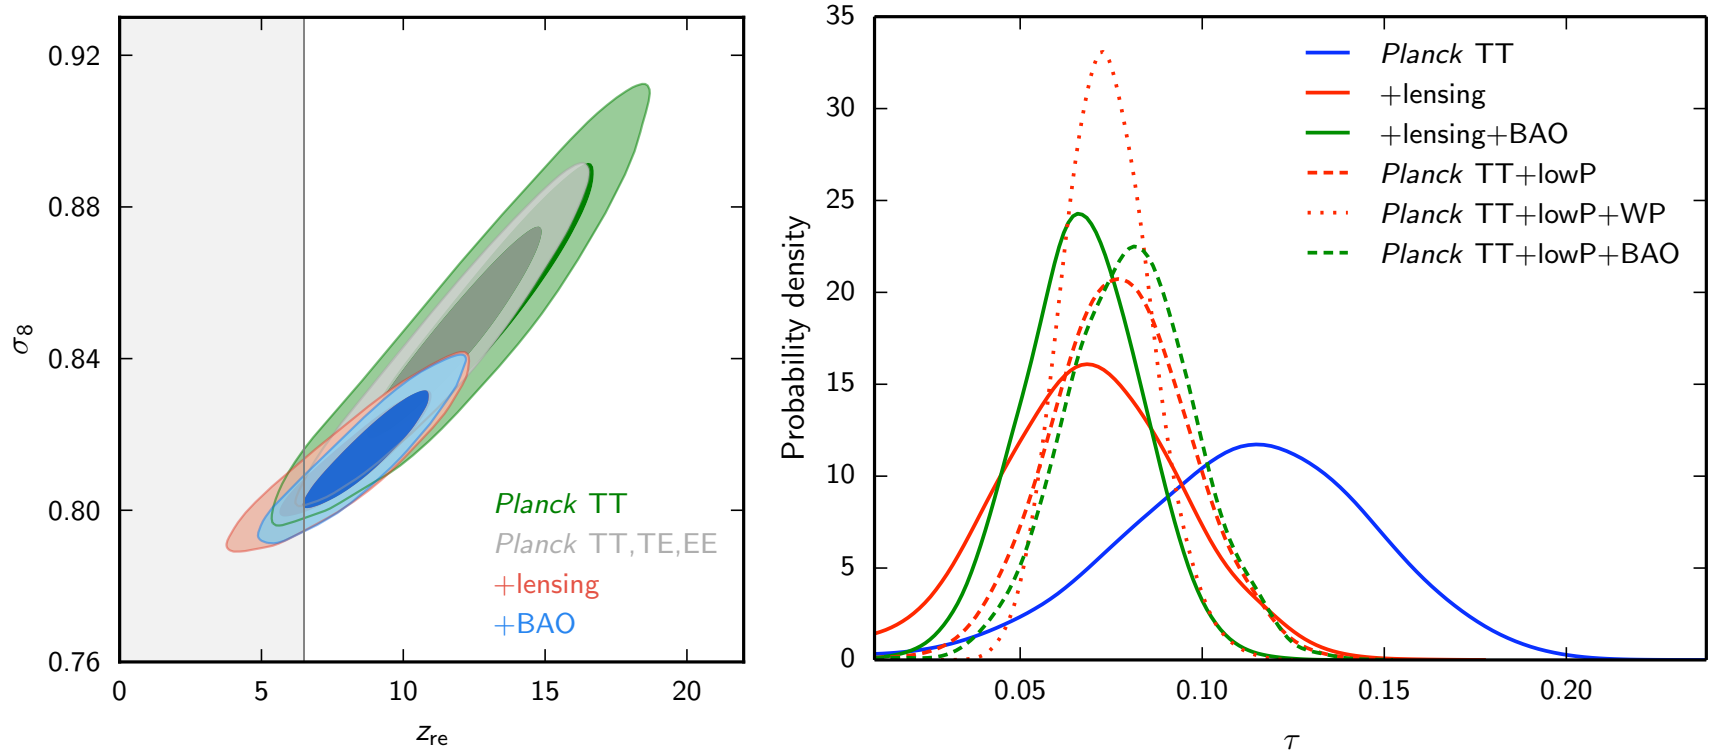 0.92
0.88
0.84
0.80
0.76
σ8
0
5
10
15
20
zre
Planck TT
Planck TT,TE,EE
+lensing
+BAO
35
30
25
20
15
10
5
0
Probability density
0.05
0.10
0.15
0.20
τ
Planck TT
+lensing
+lensing+BAO
Planck TT+lowP
Planck TT+lowP+WP
Planck TT+lowP+BAO